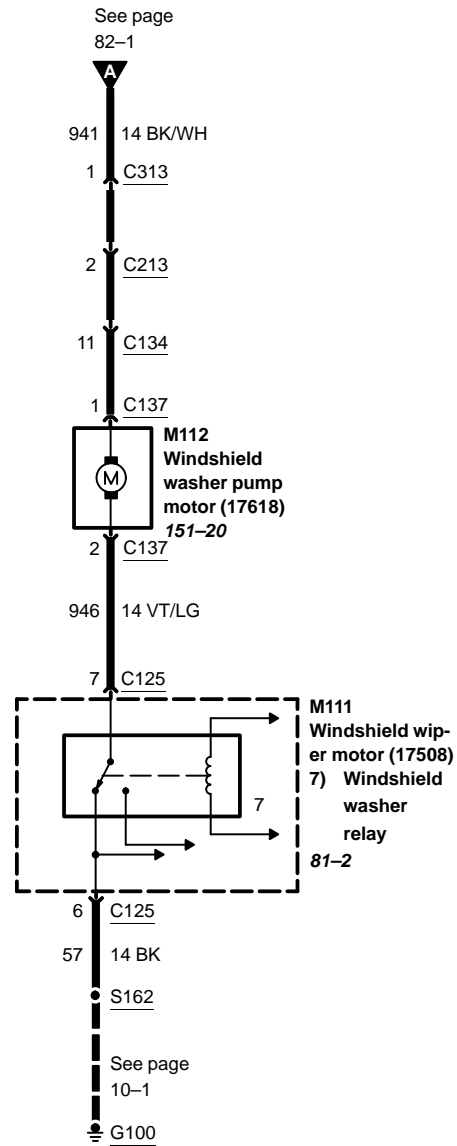 See page
82–1
A
941 14 BK/WH
1 C313
2 C213
11 C134
1 C137
M112
Windshield
washer pump
motor (17618)
151–20
M
2 C137
946 14 VT/LG
7 C125
M111
Windshield wip-
er motor (17508)
7) Windshield
washer
relay
81–2
7
6 C125
57 14 BK
S162
See page
10–1
G100